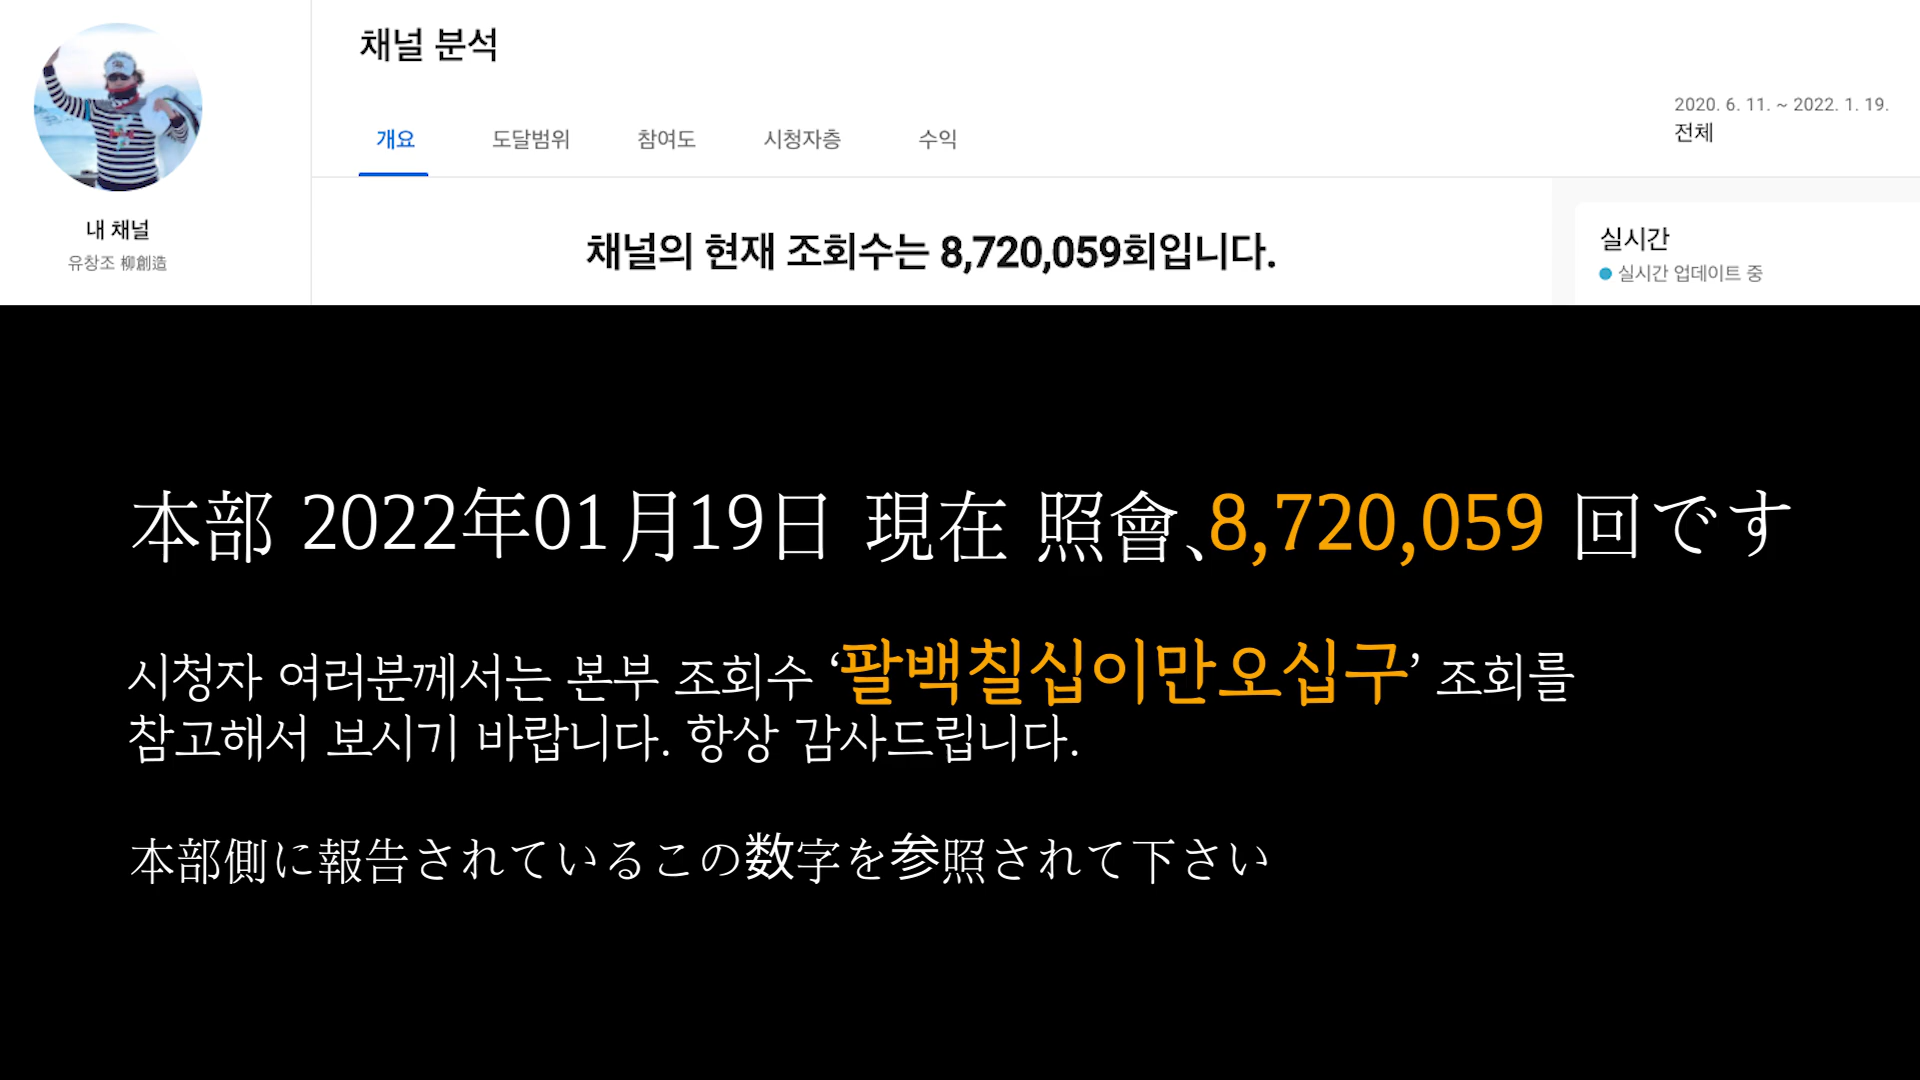 채널 분석
2020. 6. 11. ~ 2022. 1. 19.
전체
개요 도달범위 참여도 시청자층 수익
내 채널
유창조 柳創造
채널의 현재 조회수는 8,720,059회입니다.
실시간
실시간 업데이트 중
本部 2022年01月19日 現在 照會、8,720,059 回です
시청자 여러분께서는 본부 조회수 ‘팔백칠십이만오십구’ 조회를
참고해서 보시기 바랍니다. 항상 감사드립니다.
本部側に報告されているこの数字を参照されて下さい